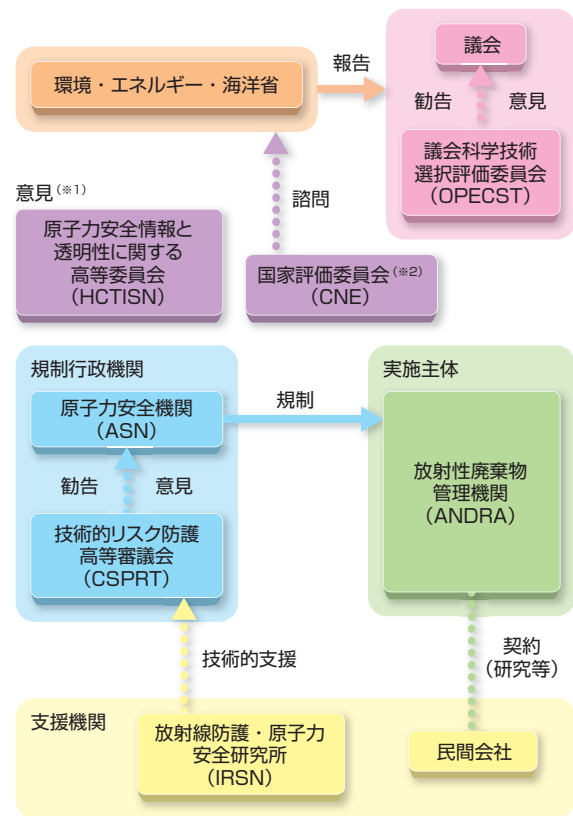 議会
報告
環境・エネルギー・海洋省
勧告 意見
議会科学技術
選択評価委員会
(OPECST)
諮問
意見(※1)
原子力安全情報と
透明性に関する
高等委員会
(HCTISN)
国家評価委員会(※2)
(CNE)
規制行政機関
実施主体
原子力安全機関
(ASN)
規制
放射性廃棄物
管理機関
(ANDRA)
勧告 意見
技術的リスク防護
高等審議会
(CSPRT)
技術的支援
契約
(研究等)
支援機関
放射線防護・原子力
安全研究所
(IRSN)
民間会社